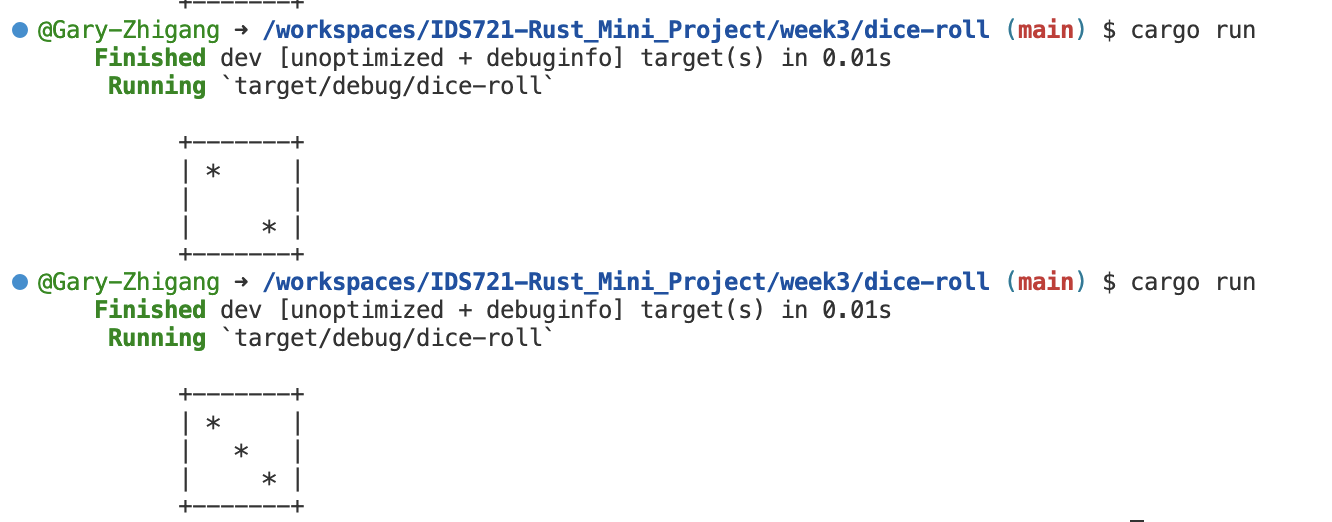 +-------+
@Gary-Zhigang ➜ /workspaces/IDS721-Rust_Mini_Project/week3/dice-roll (main) $ cargo run
    Finished dev [unoptimized + debuginfo] target(s) in 0.01s
     Running `target/debug/dice-roll`
+-------+
| *     |
|       |
|     * |
+-------+
@Gary-Zhigang ➜ /workspaces/IDS721-Rust_Mini_Project/week3/dice-roll (main) $ cargo run
    Finished dev [unoptimized + debuginfo] target(s) in 0.01s
     Running `target/debug/dice-roll`
+-------+
| *     |
|   *   |
|     * |
+-------+